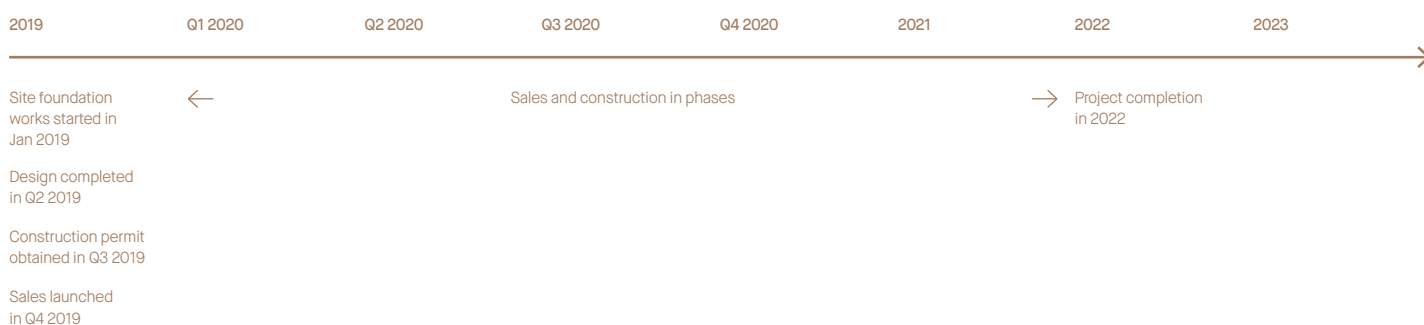 2019 Q1 2020 Q2 2020 Q3 2020 Q4 2020 2021 2022 2023
Site foundation
works started in
Jan 2019
Design completed
in Q2 2019
Construction permit
obtained in Q3 2019
Sales launched
in Q4 2019
Sales and construction in phases
Project completion
in 2022